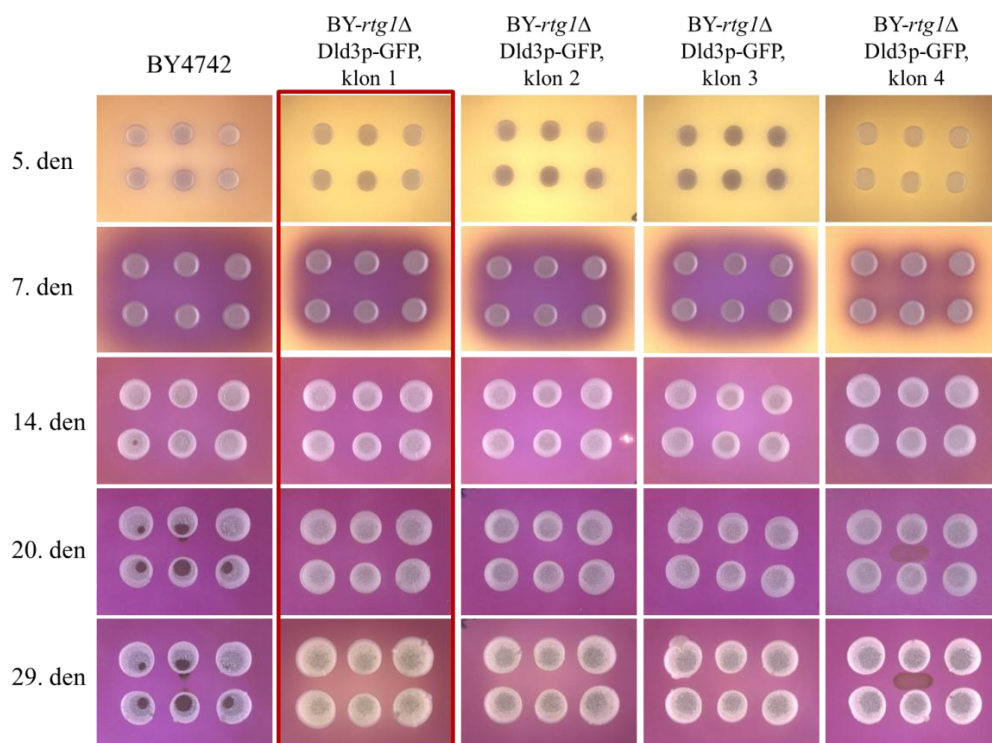 BY4742
BY-rtg1Δ
Dld3p-GFP,
klon 1
BY-rtg1Δ
Dld3p-GFP,
klon 2
BY-rtg1Δ
Dld3p-GFP,
klon 3
BY-rtg1Δ
Dld3p-GFP,
klon 4
5. den
7. den
14. den
20. den
29. den